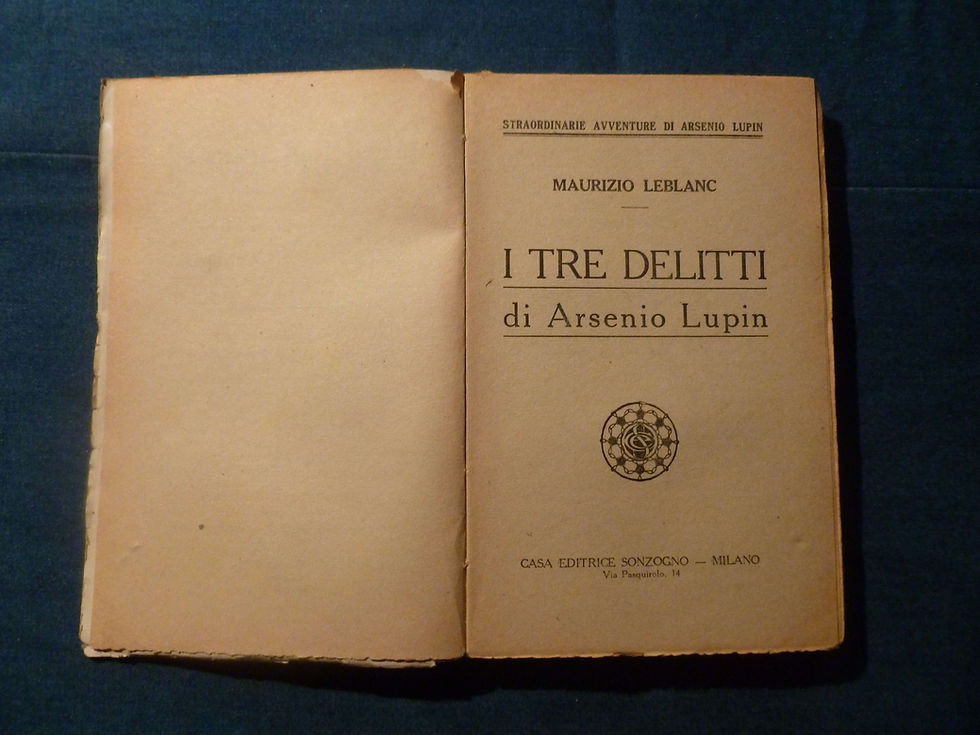 STRAORDINARIE AVVENTURE DI ARSENIO LUPIN
MAURIZIO LEBLANC
I TRE DELITTI
di Arsenio Lupin
CASA EDITRICE SONZOGNO — MILANO
Via Pasquirolo, 14